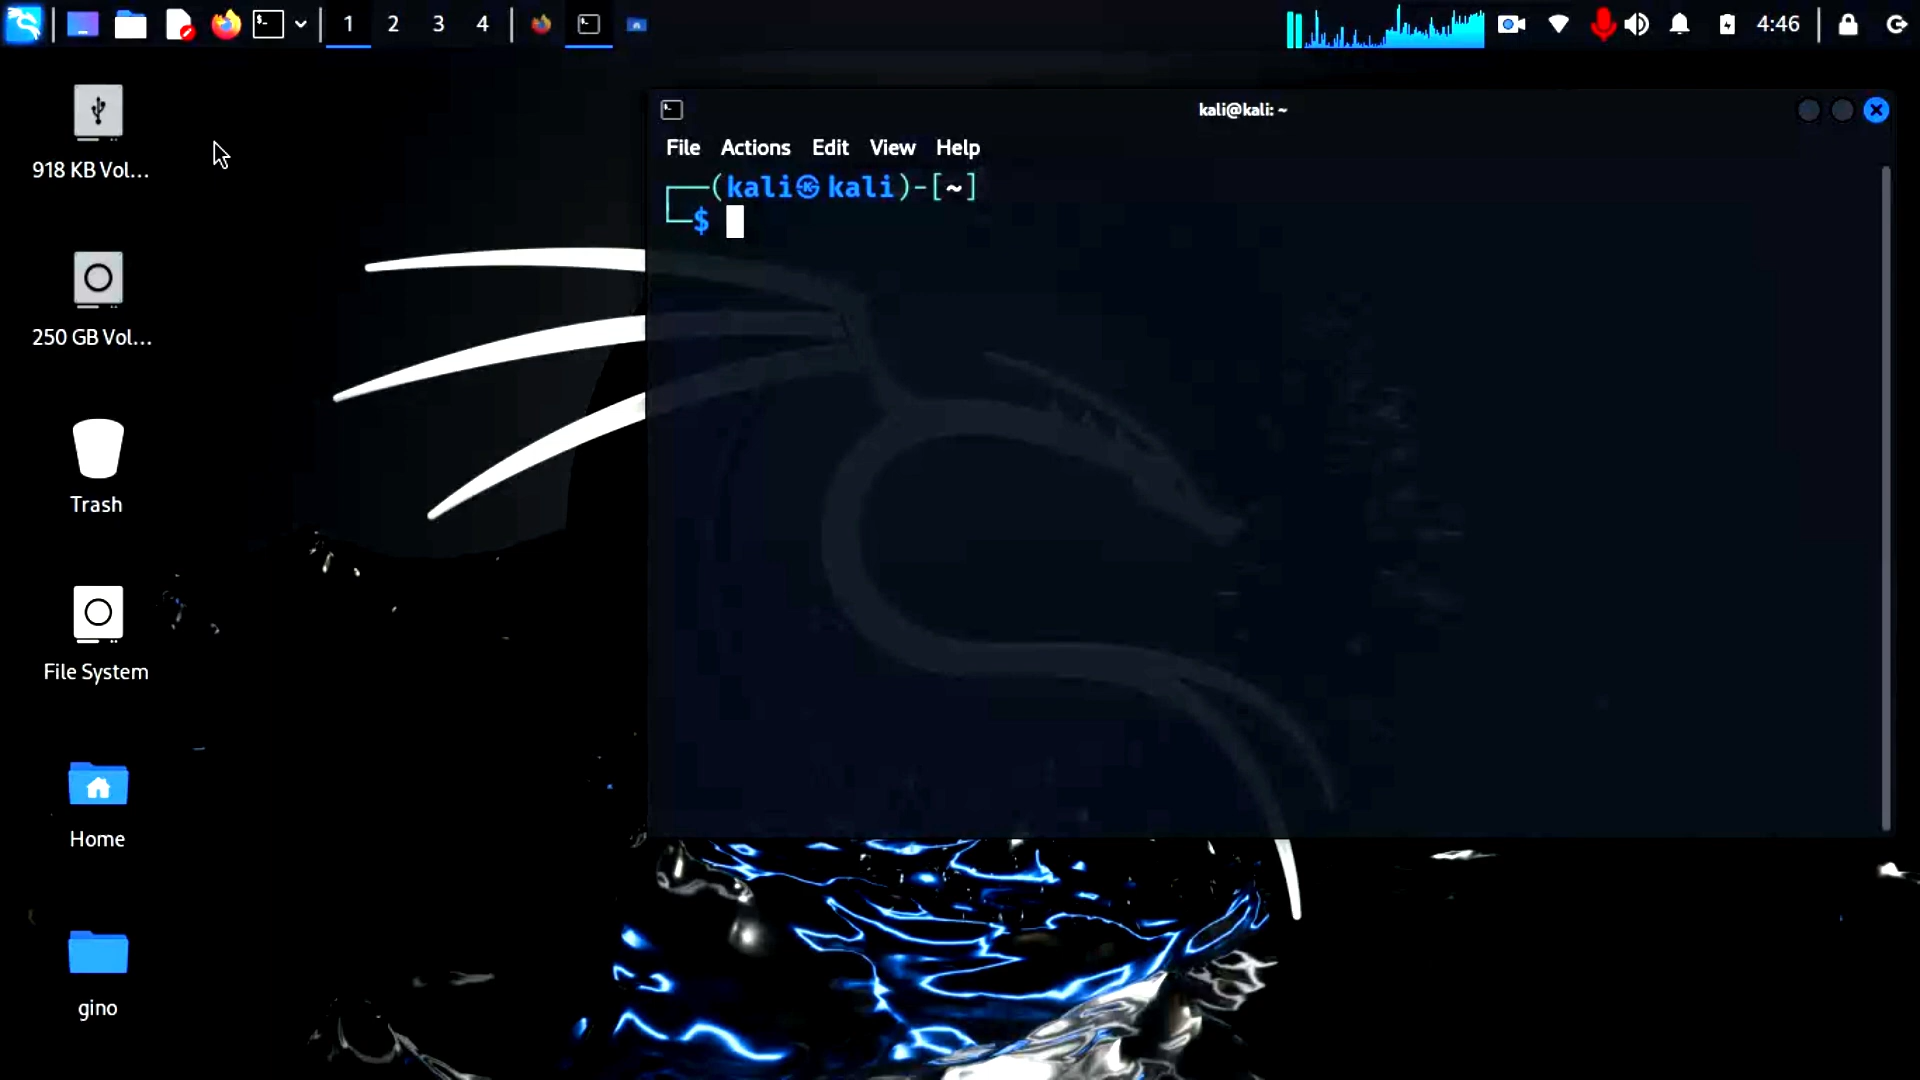 1 2 3 4
4:46
918 KB Vol...
250 GB Vol...
Trash
File System
Home
gino
kali@kali: ~
File Actions Edit View Help
(kali㉿kali)-[~]
$